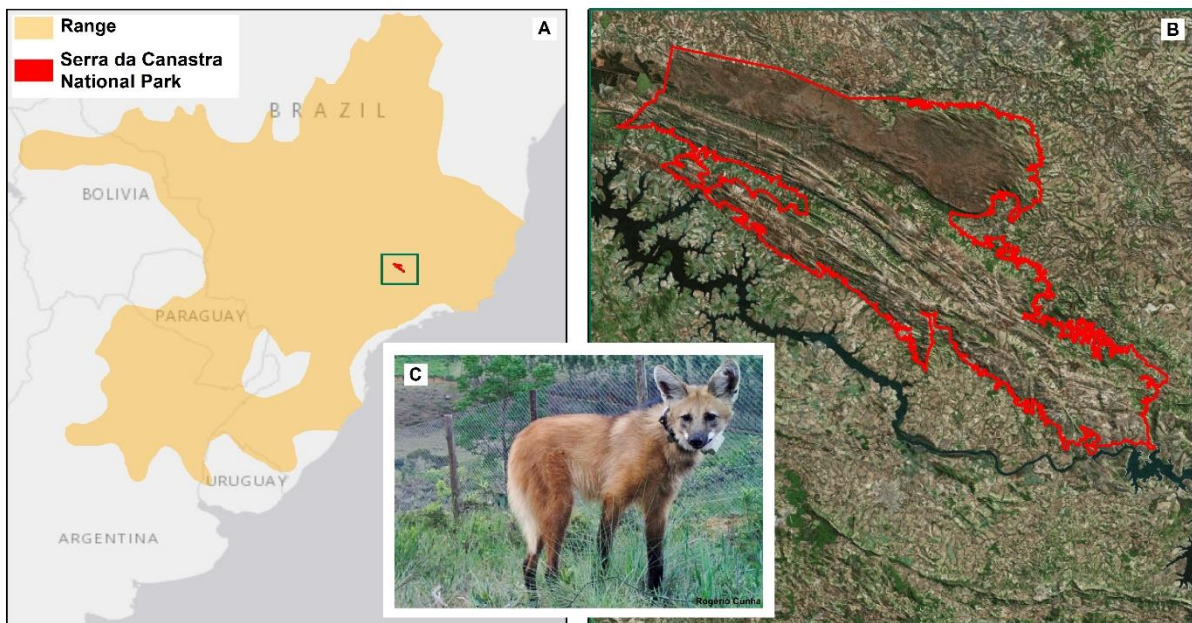 Range
Serra da Canastra
National Park
A
BRAZIL
BOLIVIA
PARAGUAY
URUGUAY
ARGENTINA
B
C
Rogério Cunha